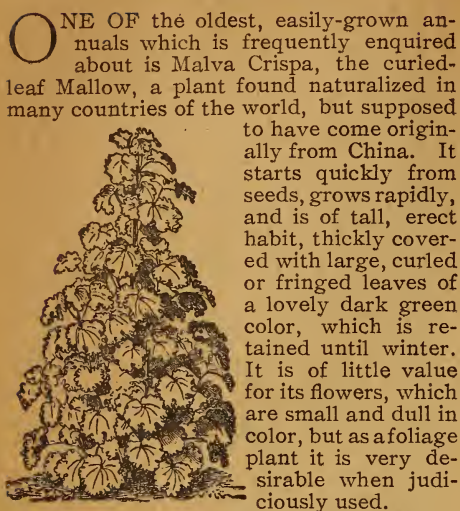 ONE OF the oldest, easily-grown an-
nuals which is frequently enquired
about is Malva Crispa, the curied-
leaf Mallow, a plant found naturalized in
many countries of the world, but supposed
to have come origin-
ally from China. It
starts quickly from
seeds, grows rapidly,
and is of tall, erect
habit, thickly cover-
ed with large, curled
or fringed leaves of
a lovely dark green
color, which is re-
tained until winter.
It is of little value
for its flowers, which
are small and dull in
color, but as a foliage
plant it is very de-
sirable when judi-
ciously used.